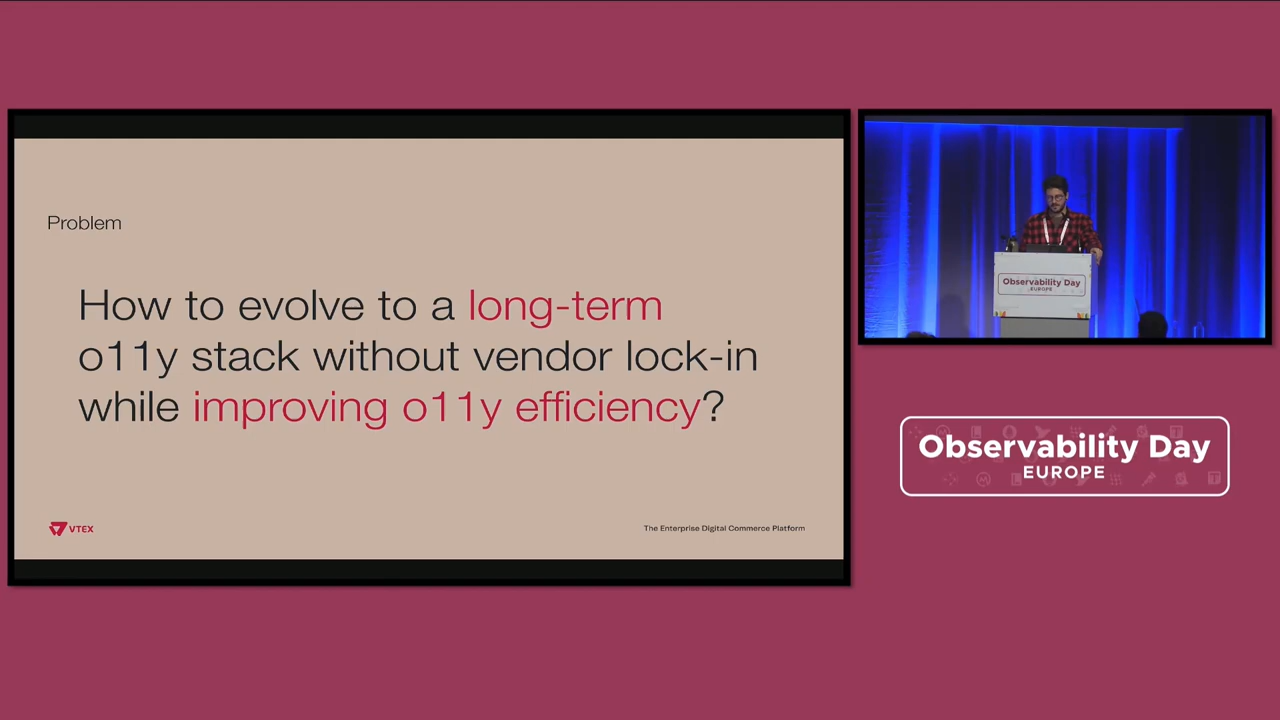 Problem
How to evolve to a long-term
o11y stack without vendor lock-in
while improving o11y efficiency?
VTEX
The Enterprise Digital Commerce Platform
Observability Day
EUROPE
Observability Day
EUROPE